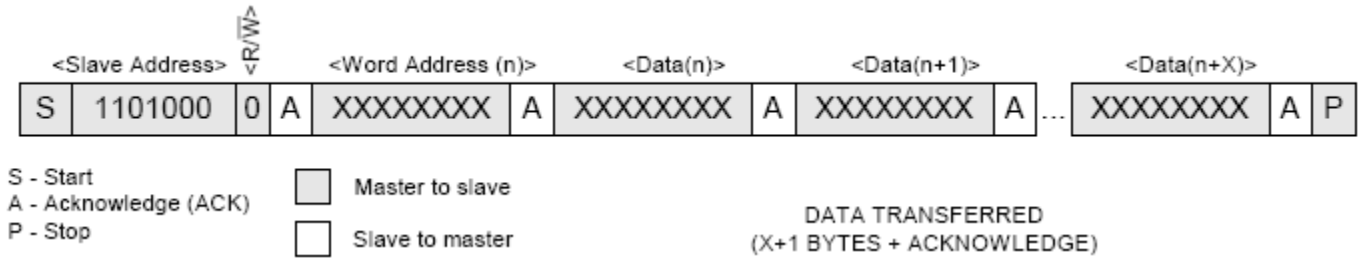 <Slave Address> <R/W̅> <Word Address (n)> <Data(n)> <Data(n+1)> <Data(n+X)>
S 1101000 0 A XXXXXXXX A XXXXXXXX A XXXXXXXX A ... XXXXXXXX A P
S - Start
A - Acknowledge (ACK)
P - Stop
Master to slave
Slave to master
DATA TRANSFERRED
(X+1 BYTES + ACKNOWLEDGE)